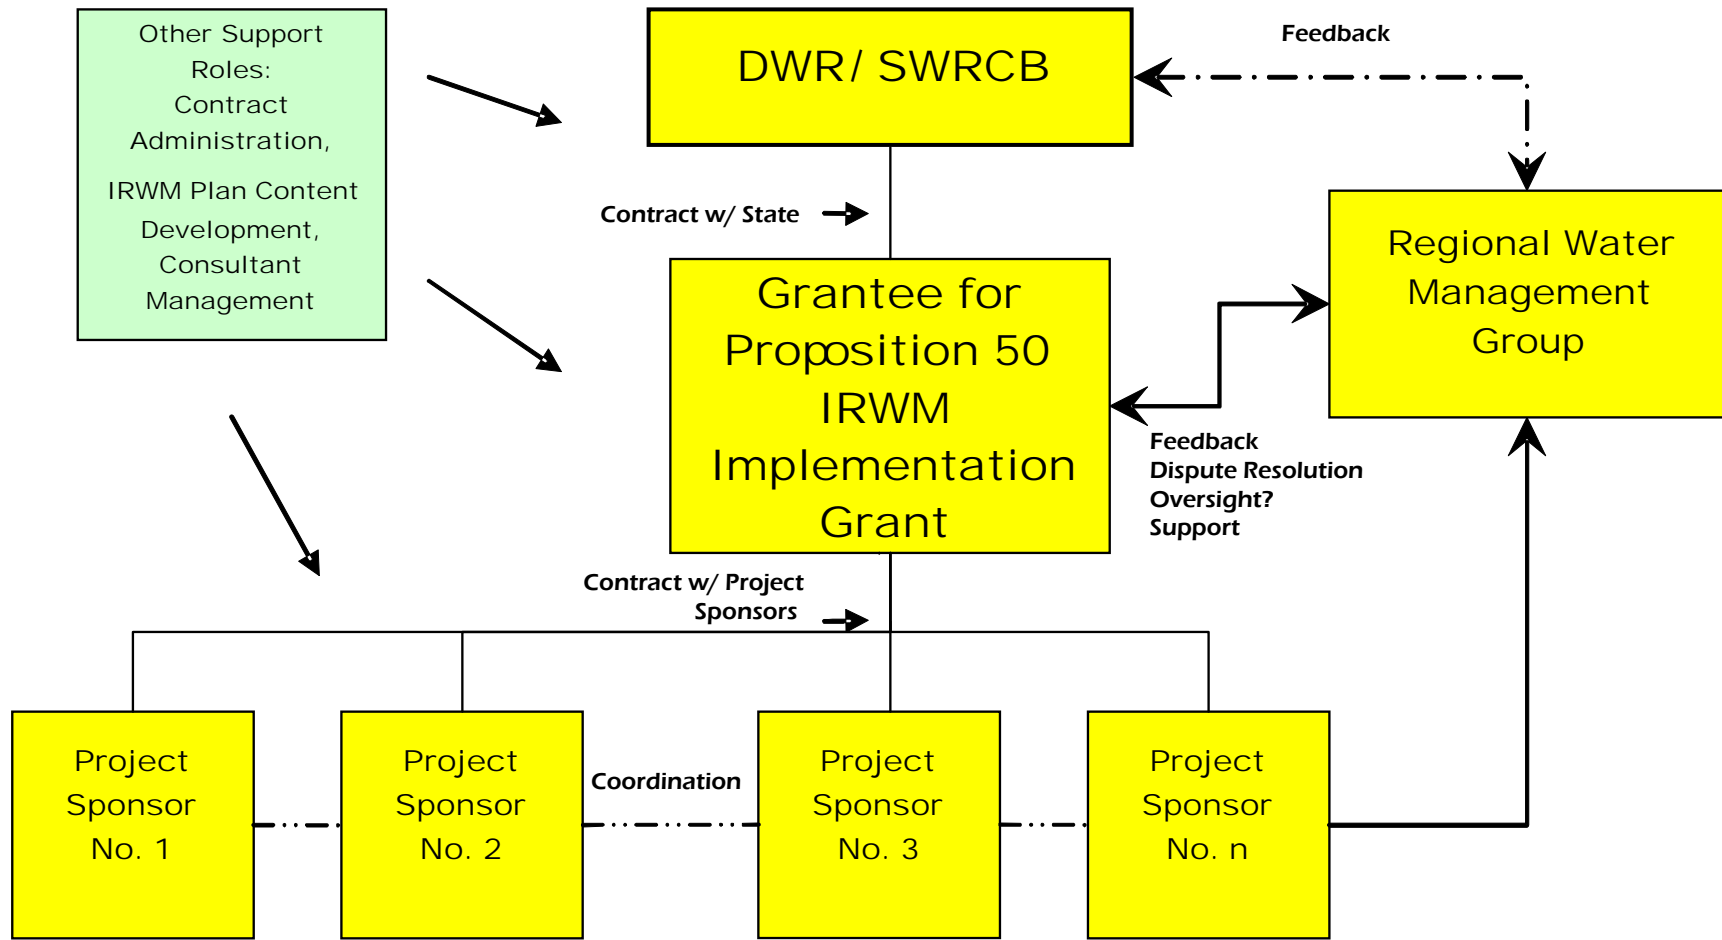 Other Support
Roles:
Contract
Administration,
IRWM Plan Content
Development,
Consultant
Management
DWR/ SWRCB
Feedback
Contract w/ State
Grantee for
Proposition 50
IRWM
Implementation
Grant
Regional Water
Management
Group
Feedback
Dispute Resolution
Oversight?
Support
Contract w/ Project
Sponsors
Project
Sponsor
No. 1
Project
Sponsor
No. 2
Coordination
Project
Sponsor
No. 3
Project
Sponsor
No. n